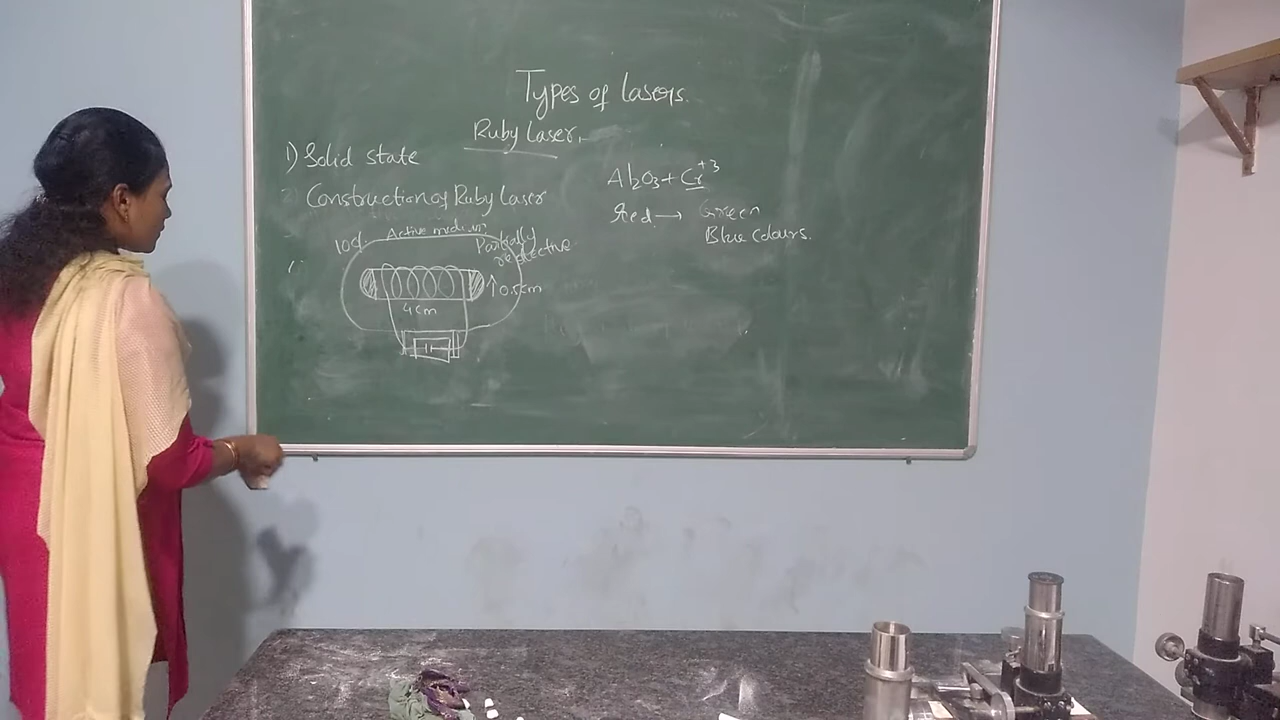 Types of lasers.
Ruby Laser.
1) Solid state
2) Construction of Ruby Laser
Al2O3 + Cr+3
Red → Green
Blue Colours.
Active medium
Partially
reflective
0.5cm
4cm